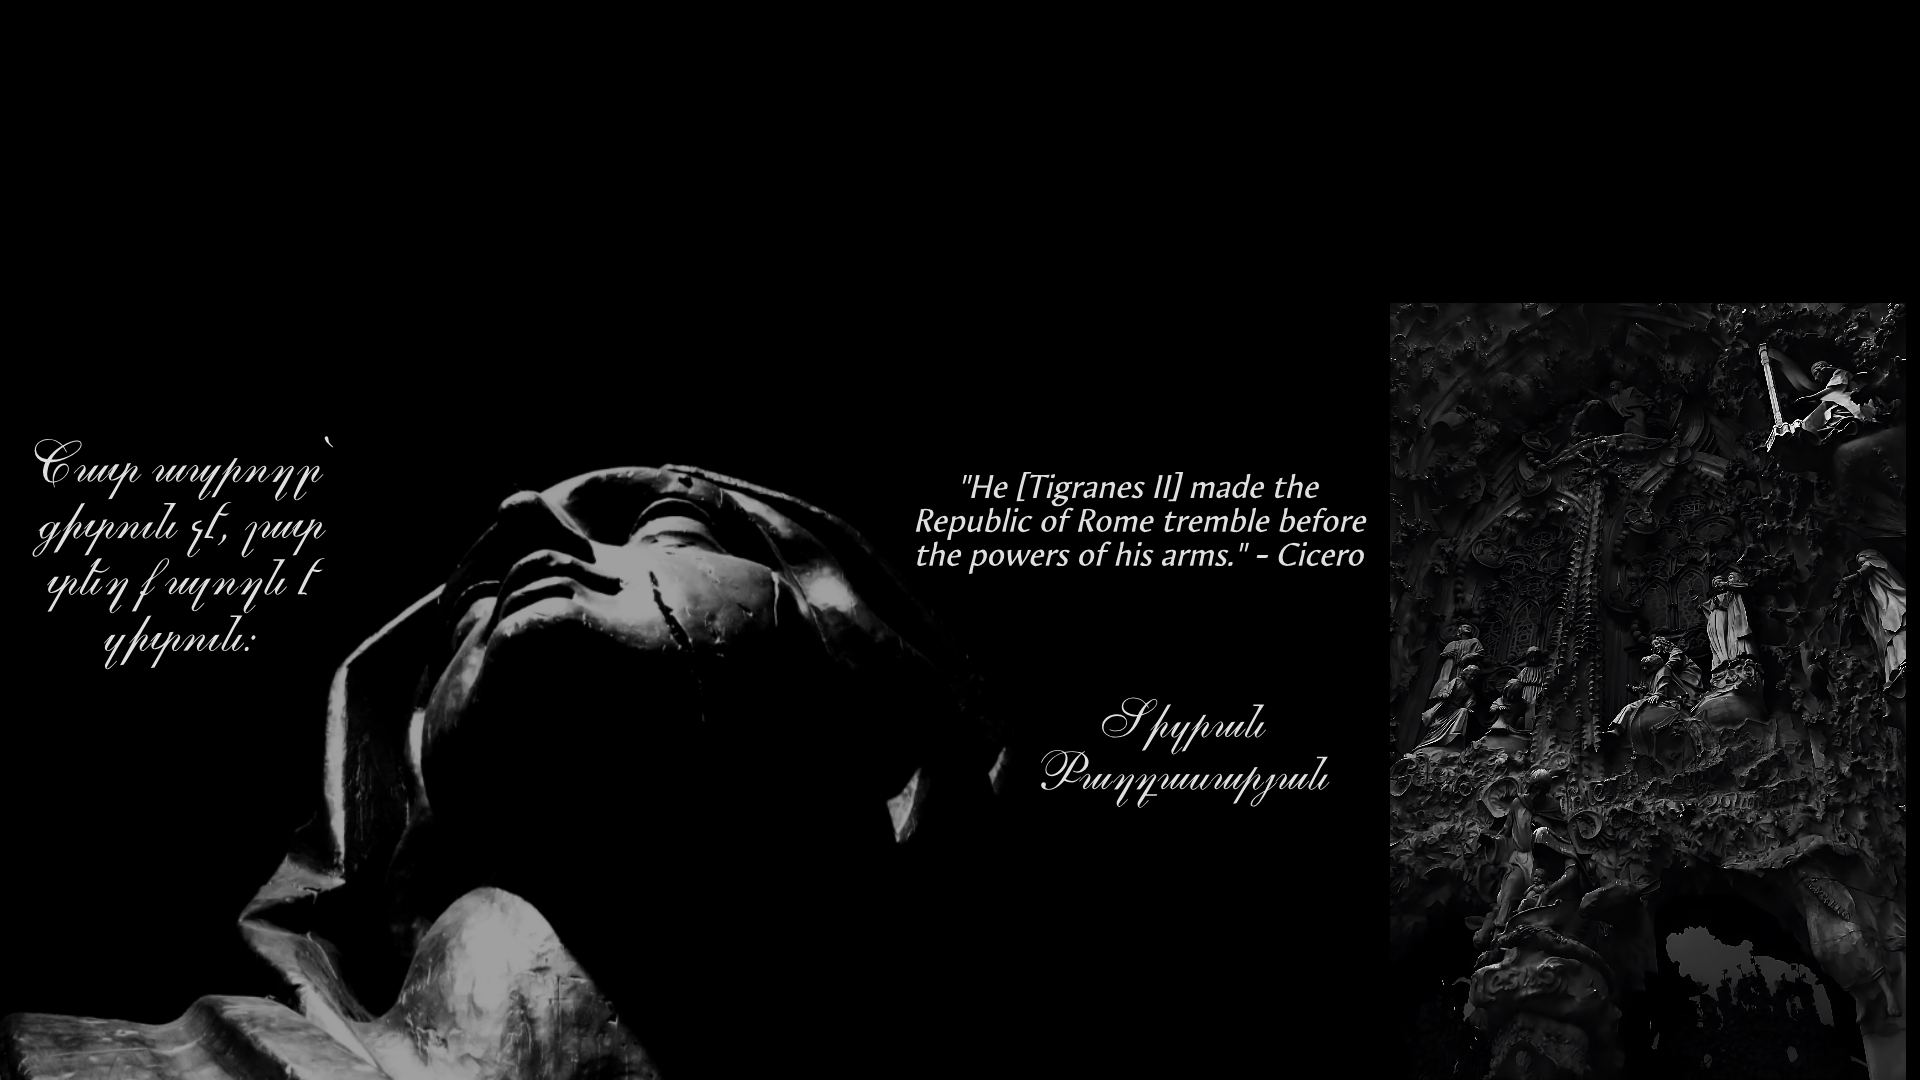 Շատ ապրողը՝
գիտուն չէ, շատ
տեղ է
գիտուն:
"He [Tigranes II] made the
Republic of Rome tremble before
the powers of his arms." - Cicero
Տիգրան
Բաղդասարյան